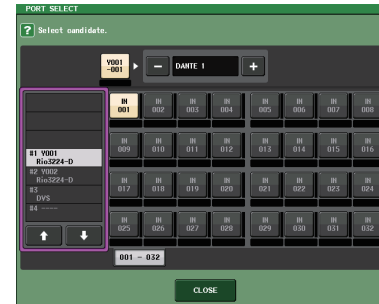 PORT SELECT
? Select candidate.
Y001 -001 DANTE 1
IN 001 IN 002 IN 003 IN 004 IN 005 IN 006 IN 007 IN 008
IN 009 IN 010 IN 011 IN 012 IN 013 IN 014 IN 015 IN 016
#1 Y001
Rio3224-D
#2 Y002
Rio3224-D
IN 017 IN 018 IN 019 IN 020 IN 021 IN 022 IN 023 IN 024
#3
DVS
#4 ----
IN 025 IN 026 IN 027 IN 028 IN 029 IN 030 IN 031 IN 032
001 - 032
CLOSE